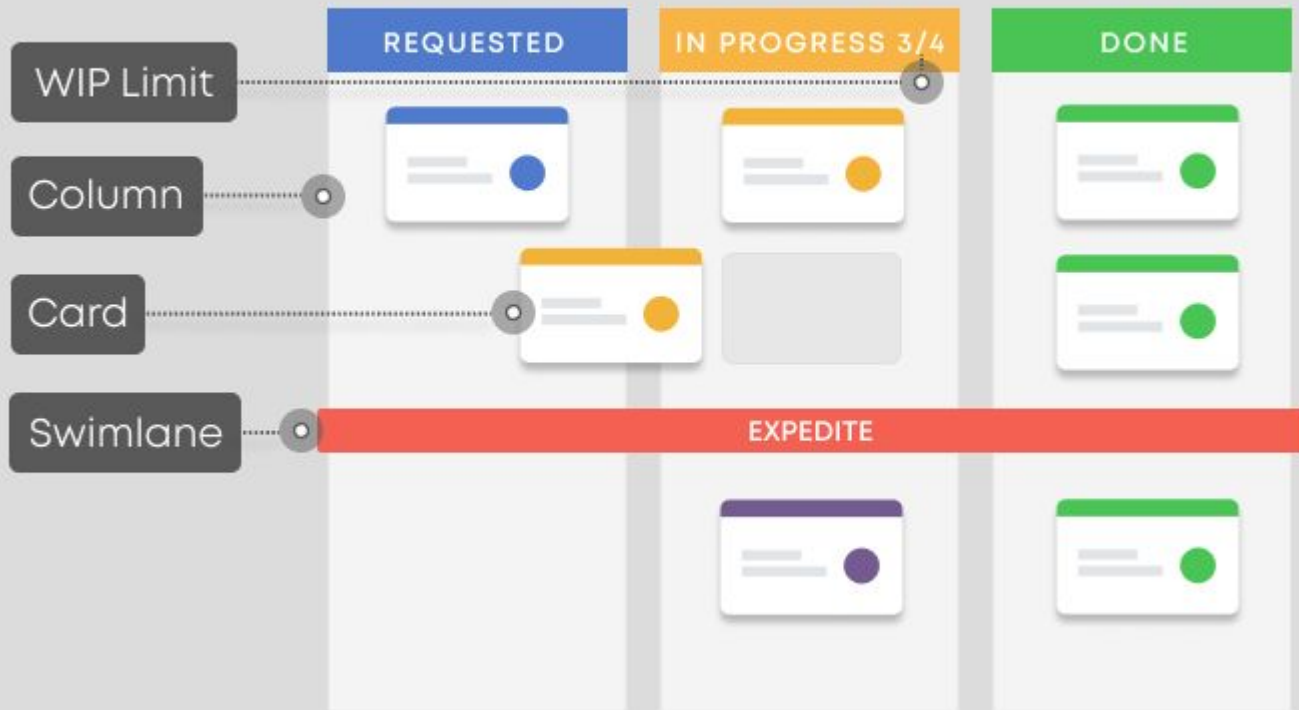 REQUESTED
IN PROGRESS 3/4
DONE
WIP Limit
Column
Card
Swimlane
EXPEDITE